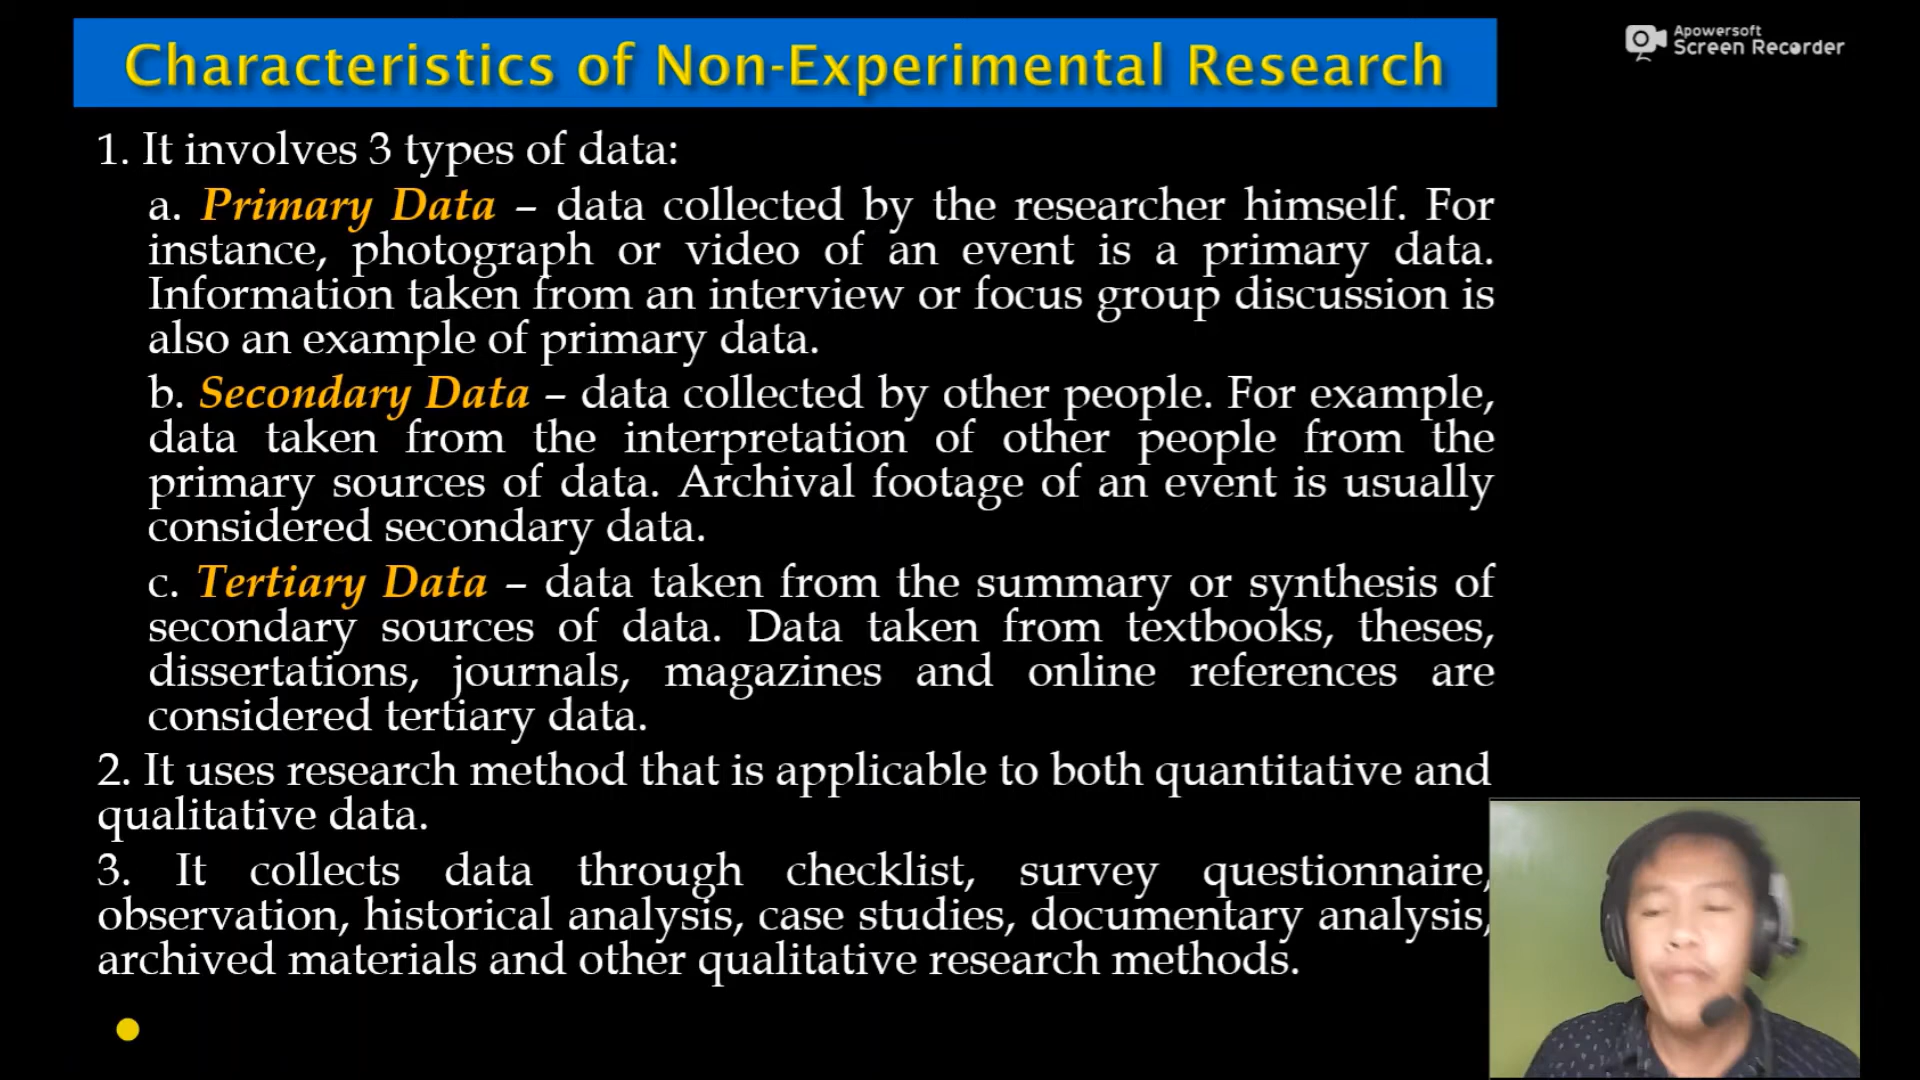 Characteristics of Non-Experimental Research
Apowersoft
Screen Recorder
1. It involves 3 types of data:
a. Primary Data – data collected by the researcher himself. For
instance, photograph or video of an event is a primary data.
Information taken from an interview or focus group discussion is
also an example of primary data.
b. Secondary Data – data collected by other people. For example,
data taken from the interpretation of other people from the
primary sources of data. Archival footage of an event is usually
considered secondary data.
c. Tertiary Data – data taken from the summary or synthesis of
secondary sources of data. Data taken from textbooks, theses,
dissertations, journals, magazines and online references are
considered tertiary data.
2. It uses research method that is applicable to both quantitative and
qualitative data.
3. It collects data through checklist, survey questionnaire,
observation, historical analysis, case studies, documentary analysis,
archived materials and other qualitative research methods.